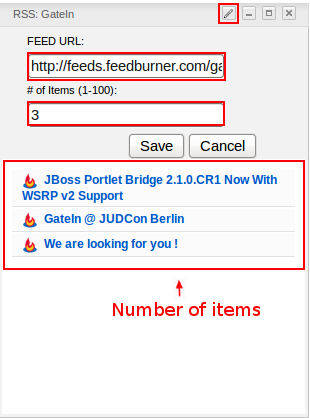 RSS: GateIn
FEED URL:
http://feeds.feedburner.com/ga
# of Items (1-100):
3
Save Cancel
JBoss Portlet Bridge 2.1.0.CR1 Now With
WSRP v2 Support
GateIn @ JUDCon Berlin
We are looking for you !
Number of items